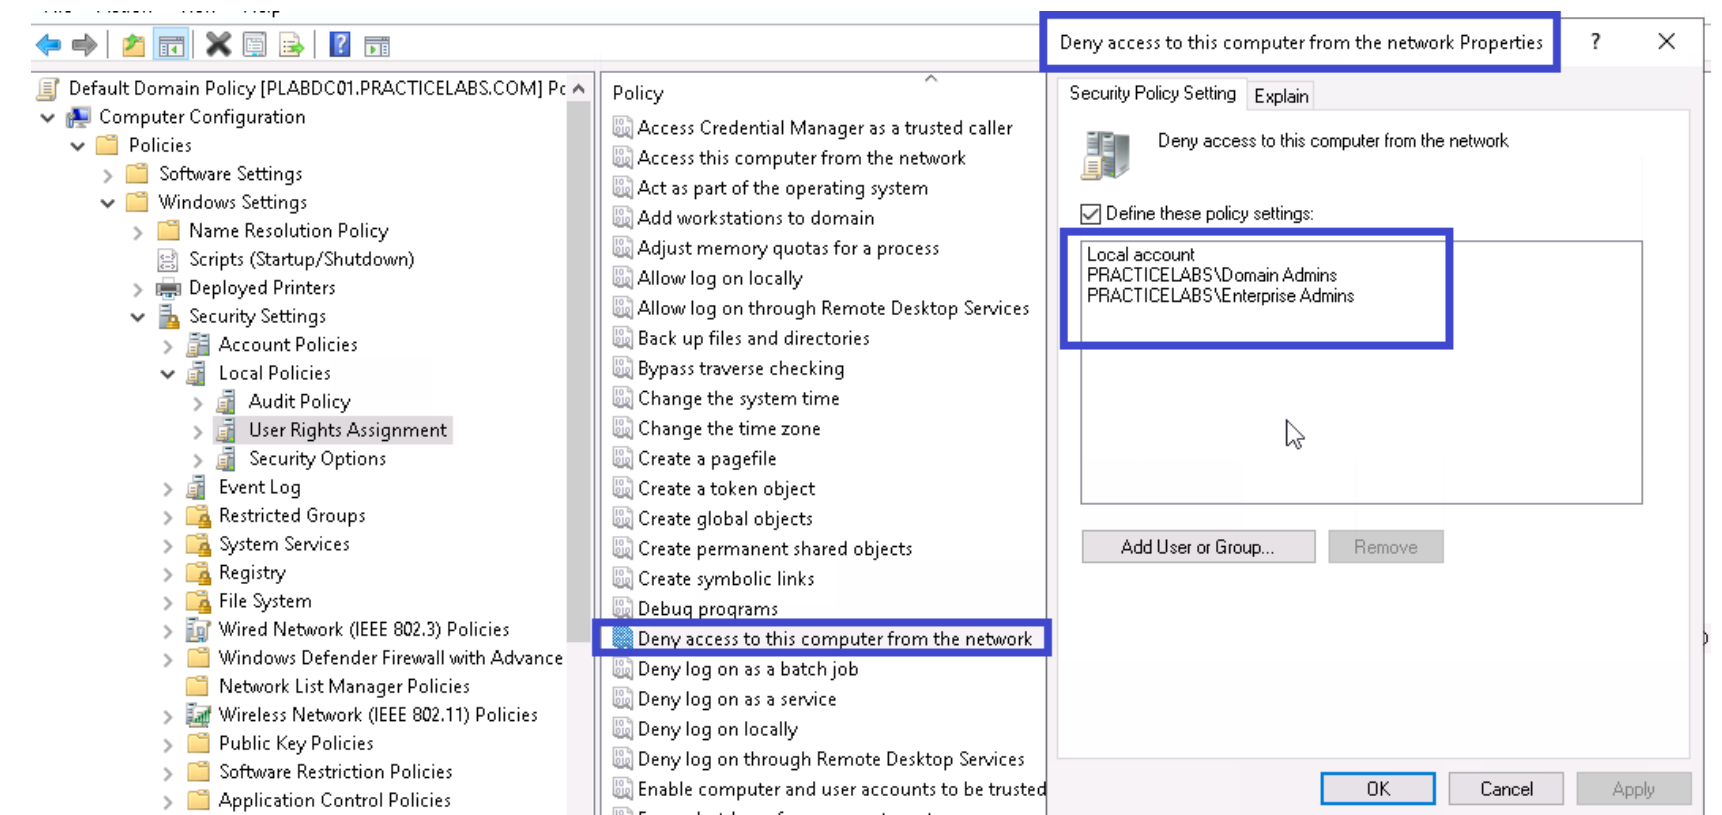 Deny access to this computer from the network Properties
?
Default Domain Policy [PLABDC01.PRACTICELABS.COM] Po
Computer Configuration
Policies
Software Settings
Windows Settings
Name Resolution Policy
Scripts (Startup/Shutdown)
Deployed Printers
Security Settings
Account Policies
Local Policies
Audit Policy
User Rights Assignment
Security Options
Event Log
Restricted Groups
System Services
Registry
File System
Wired Network (IEEE 802.3) Policies
Windows Defender Firewall with Advance
Network List Manager Policies
Wireless Network (IEEE 802.11) Policies
Public Key Policies
Software Restriction Policies
Application Control Policies
Policy
Access Credential Manager as a trusted caller
Access this computer from the network
Act as part of the operating system
Add workstations to domain
Adjust memory quotas for a process
Allow log on locally
Allow log on through Remote Desktop Services
Back up files and directories
Bypass traverse checking
Change the system time
Change the time zone
Create a pagefile
Create a token object
Create global objects
Create permanent shared objects
Create symbolic links
Debug programs
Deny access to this computer from the network
Deny log on as a batch job
Deny log on as a service
Deny log on locally
Deny log on through Remote Desktop Services
Enable computer and user accounts to be trusted
Security Policy Setting
Explain
Deny access to this computer from the network
Define these policy settings:
Local account
PRACTICELABS\Domain Admins
PRACTICELABS\Enterprise Admins
Add User or Group...
Remove
OK
Cancel
Apply